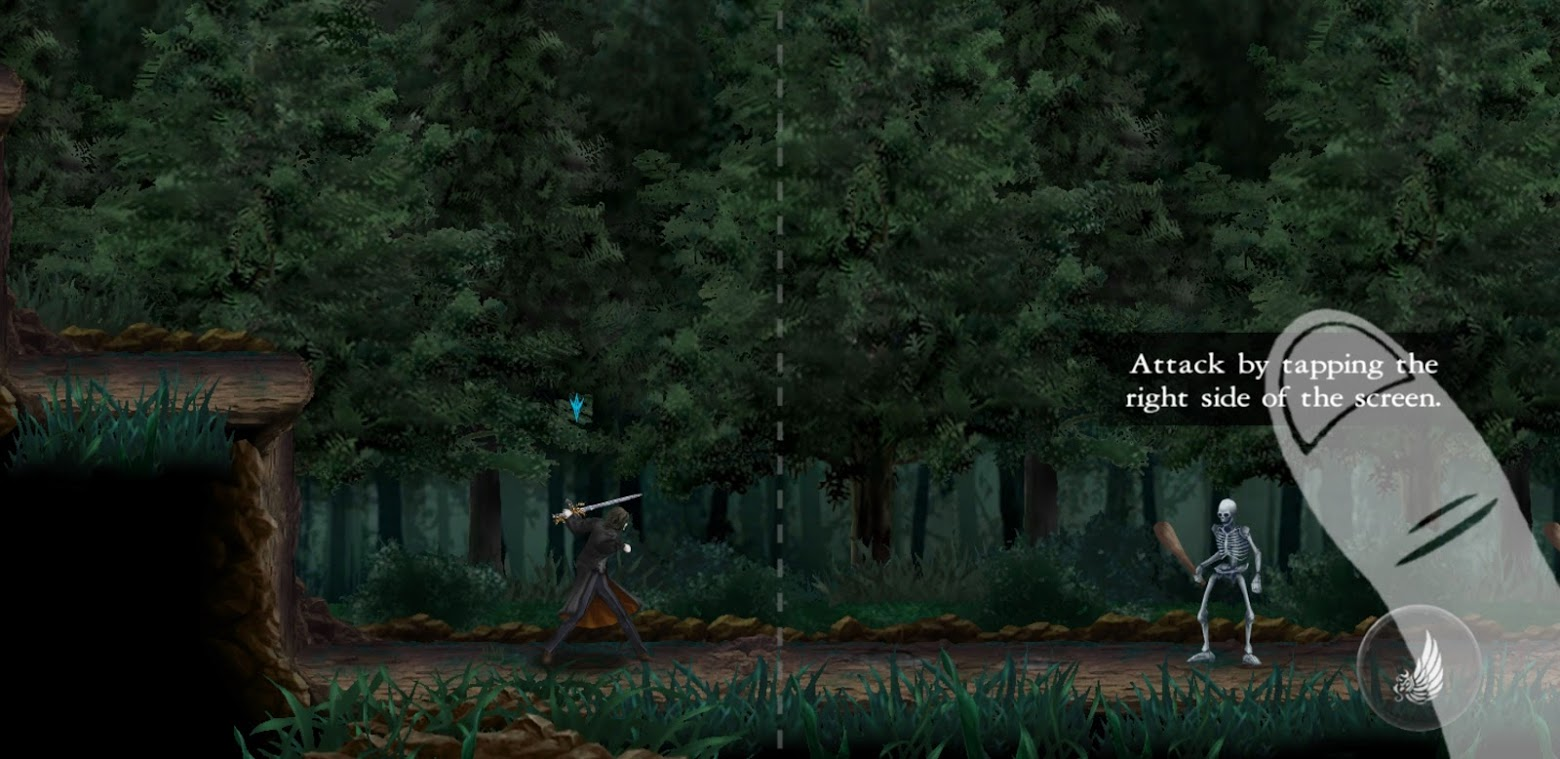 Attack by tapping the
right side of the screen.